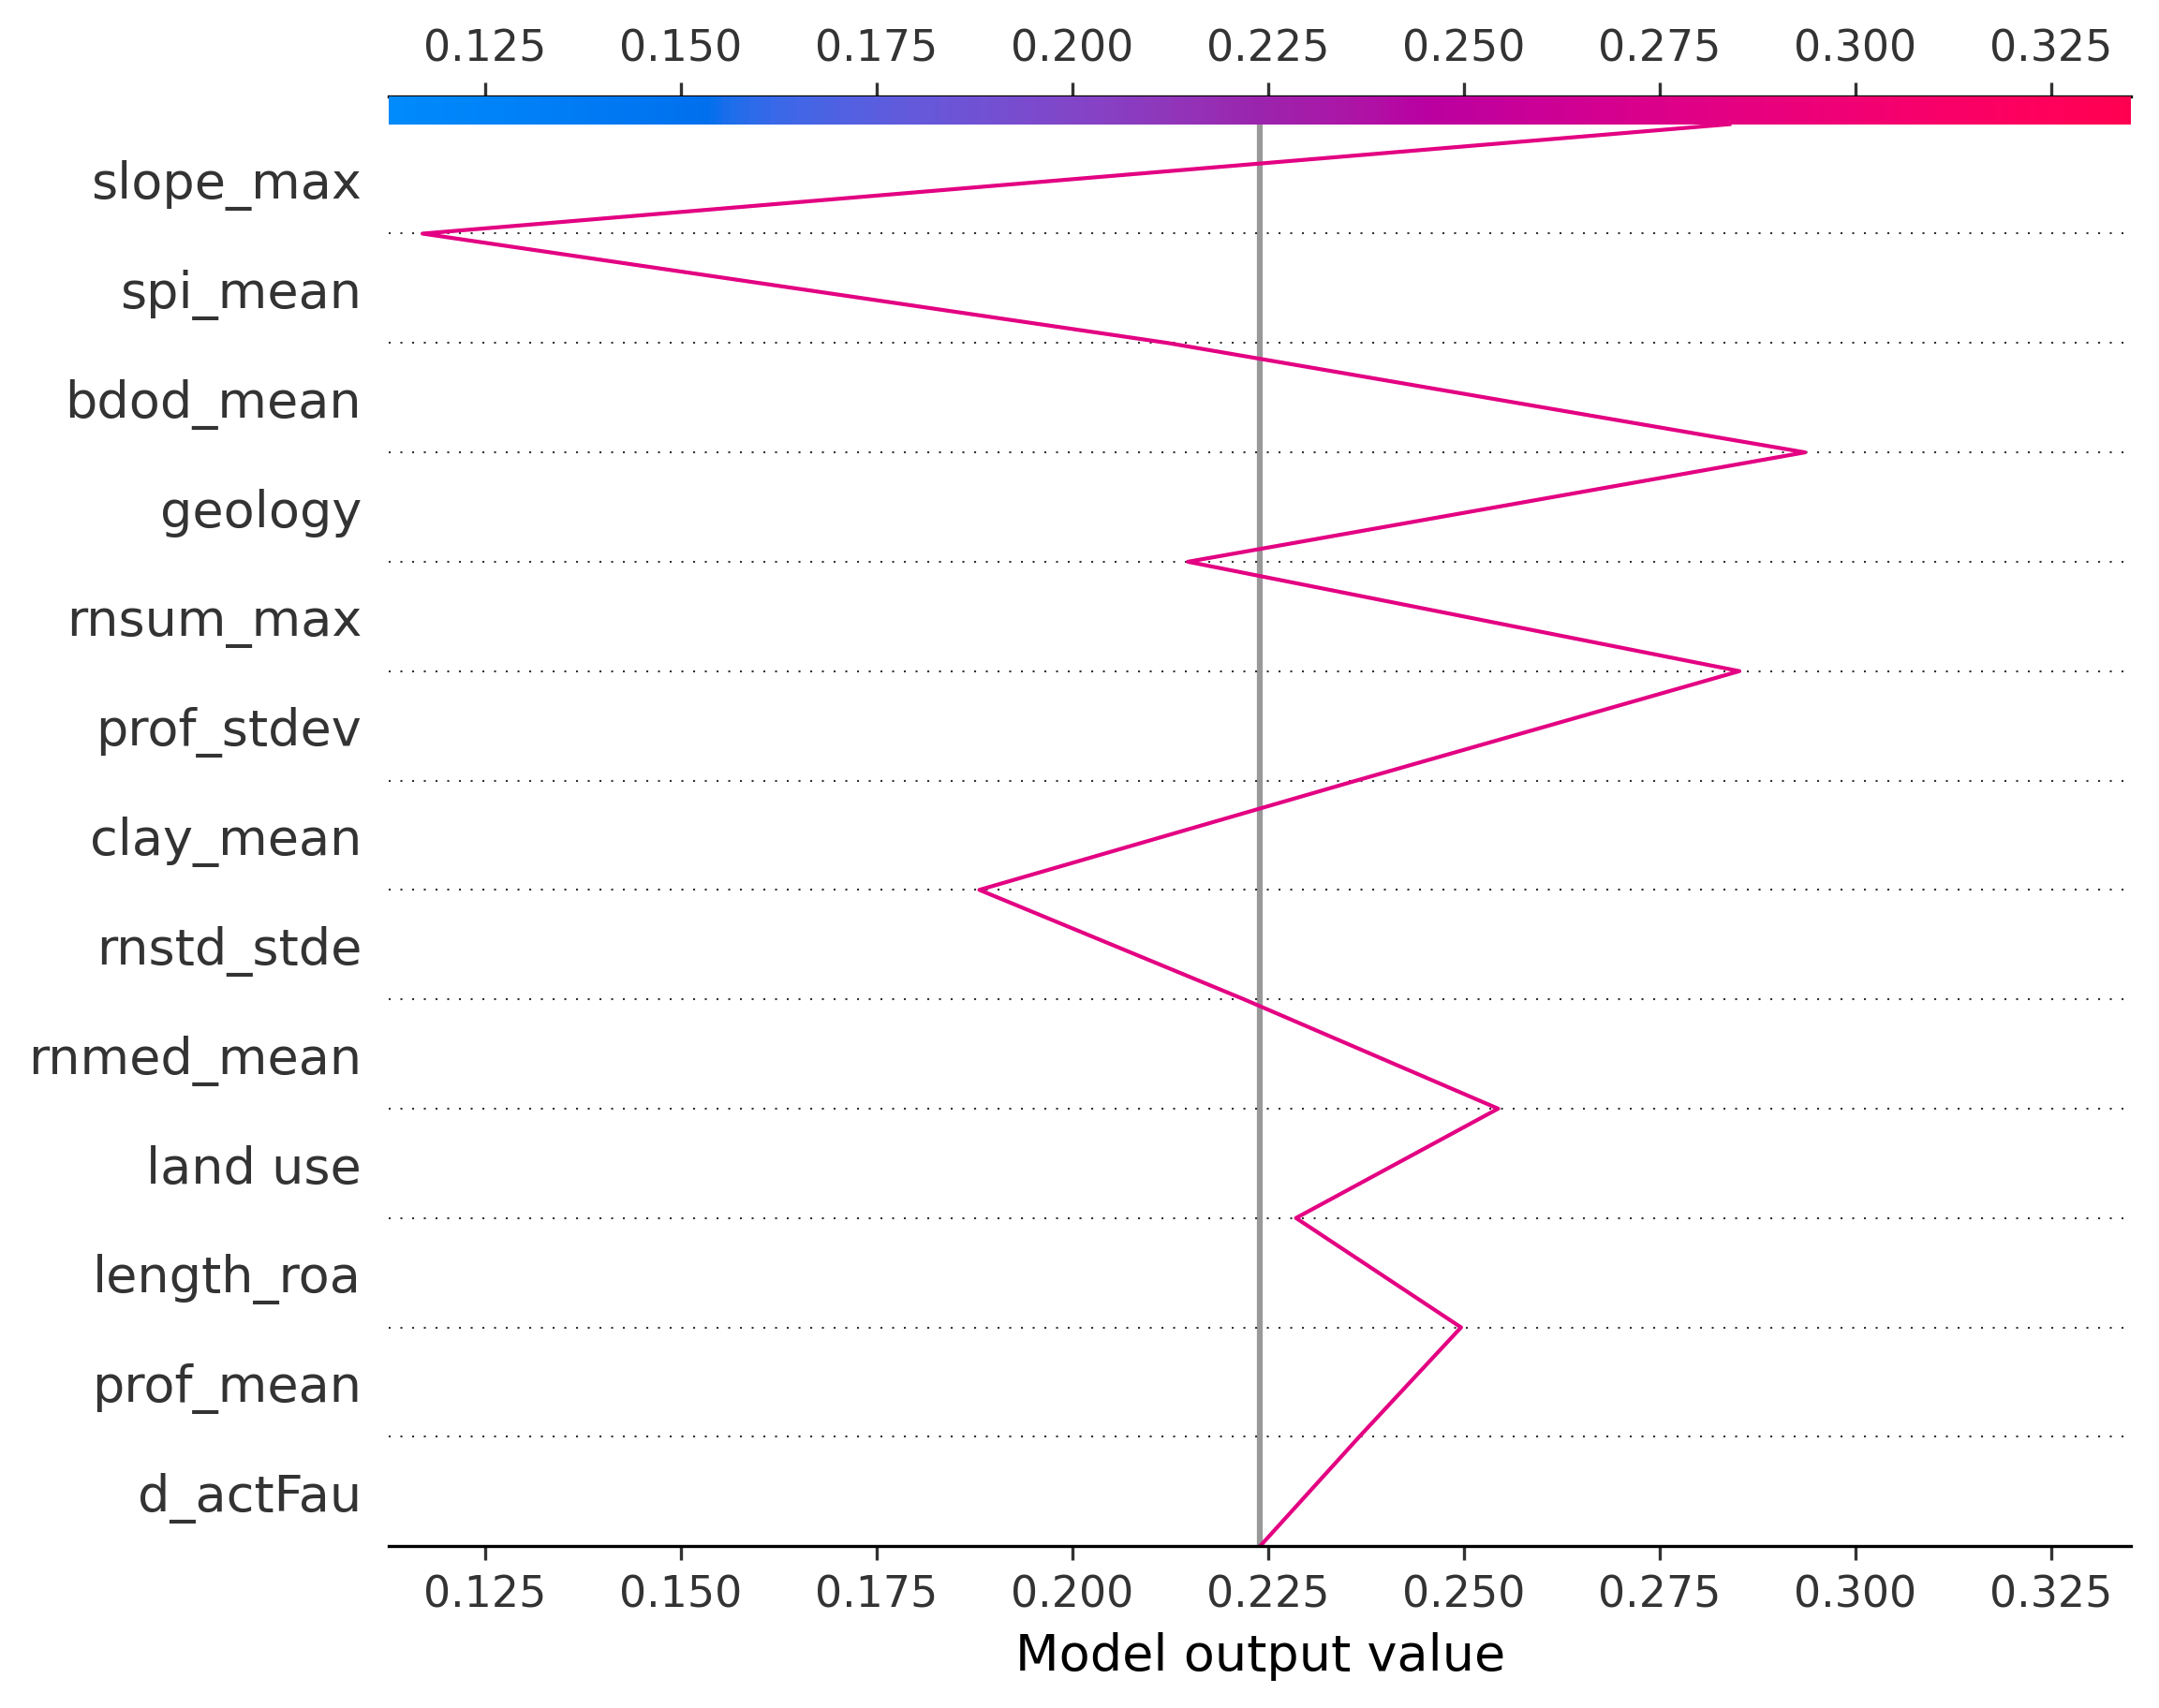 0.125 0.150 0.175 0.200 0.225 0.250 0.275 0.300 0.325
slope_max
spi_mean
bdod_mean
geology
rnsum_max
prof_stdev
clay_mean
rnstd_stde
rnmed_mean
land use
length_roa
prof_mean
d_actFau
0.125 0.150 0.175 0.200 0.225 0.250 0.275 0.300 0.325
Model output value